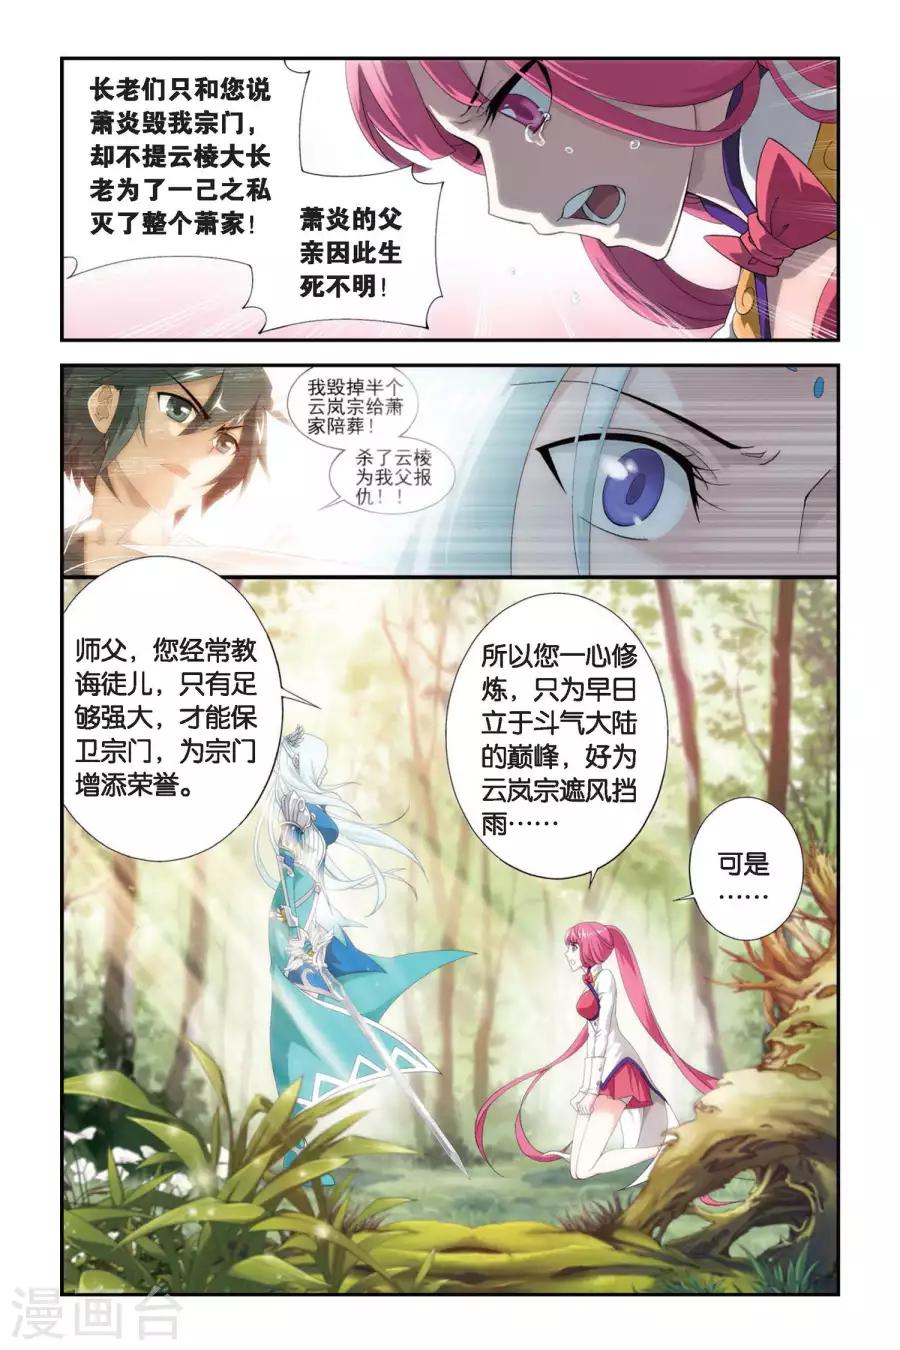 长老们只和您说
萧炎毁我宗门，
却不提云棱大长
老为了一己之私
灭了整个萧家！
萧炎的父
亲因此生
死不明！
我毁掉半个
云岚宗给萧
家陪葬！
杀了云棱
为我父报
仇！！
师父，您经常教
诲徒儿，只有足
够强大，才能保
卫宗门，为宗门
增添荣誉。
所以您一心修
炼，只为早日
立于斗气大陆
的巅峰，好为
云岚宗遮风挡
雨……
可是
……
漫画台